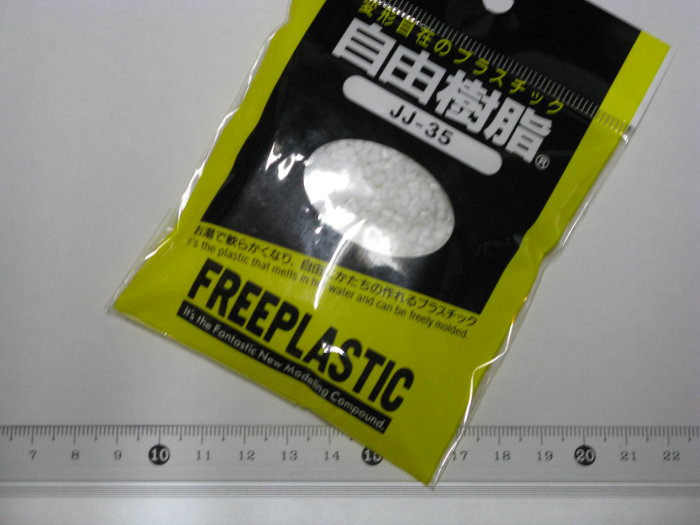 変形自在のプラスチック
自由樹脂®
JJ-35
お湯で軟らかくなり、自由にかたちの作れるプラスチック
It's the plastic that melts in hot water and can be freely molded.
FREEPLASTIC
It's the Fantastic New Modeling Compound.
7 8 9 10 11 12 13 14 15 17 18 19 20 21 22